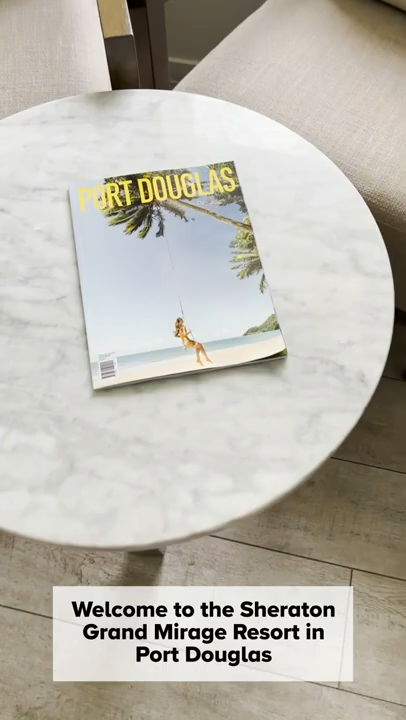 PORT DOUGLAS
Welcome to the Sheraton
Grand Mirage Resort in
Port Douglas